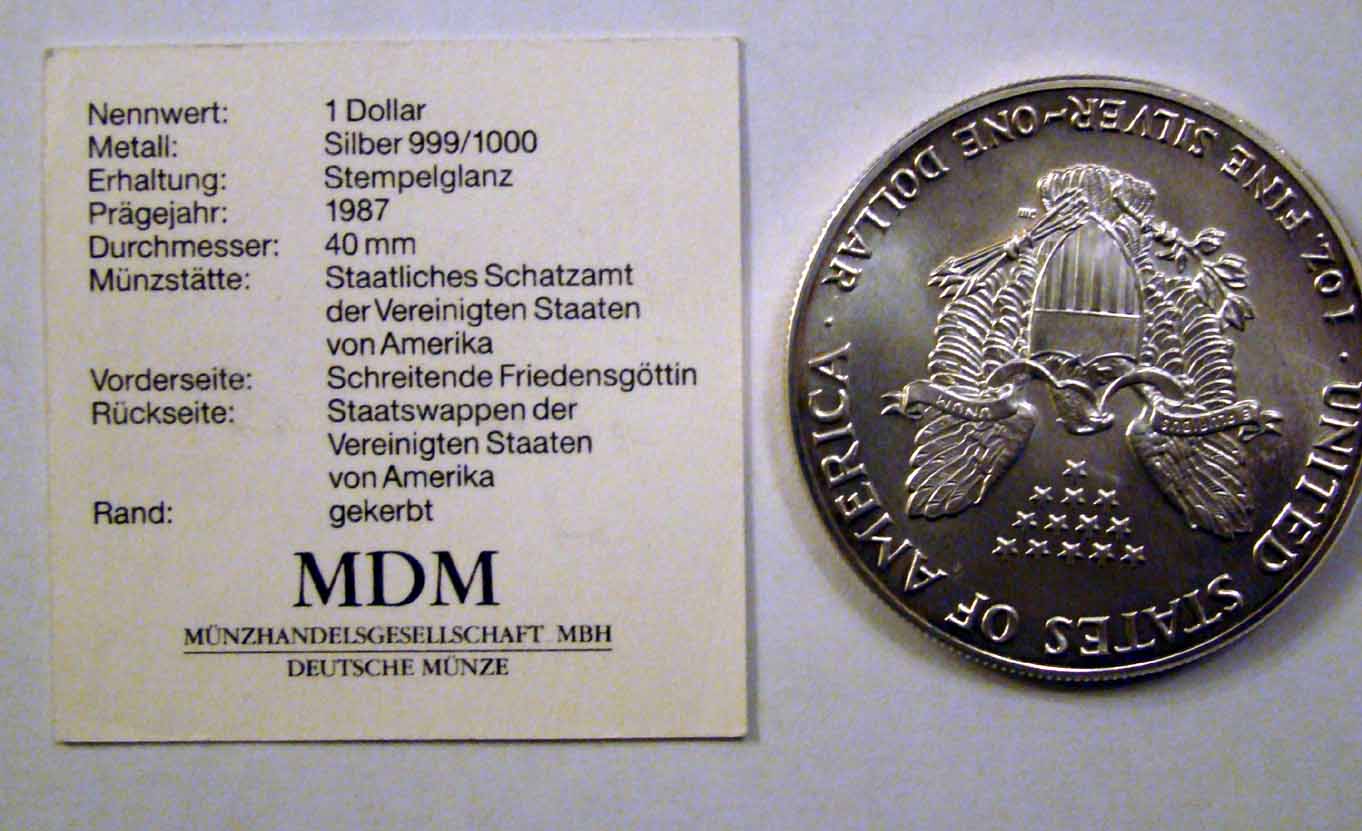 Nennwert: 1 Dollar
Metall: Silber 999/1000
Erhaltung: Stempelglanz
Prägejahr: 1987
Durchmesser: 40 mm
Münzstätte: Staatliches Schatzamt
der Vereinigten Staaten
von Amerika
Vorderseite: Schreitende Friedensgöttin
Rückseite: Staatswappen der
Vereinigten Staaten
von Amerika
Rand: gekerbt
MDM
MÜNZHANDELSGESELLSCHAFT MBH
DEUTSCHE MÜNZE
UNITED STATES OF AMERICA
1 OZ. FINE SILVER~ONE DOLLAR
E PLURIBUS
UNUM